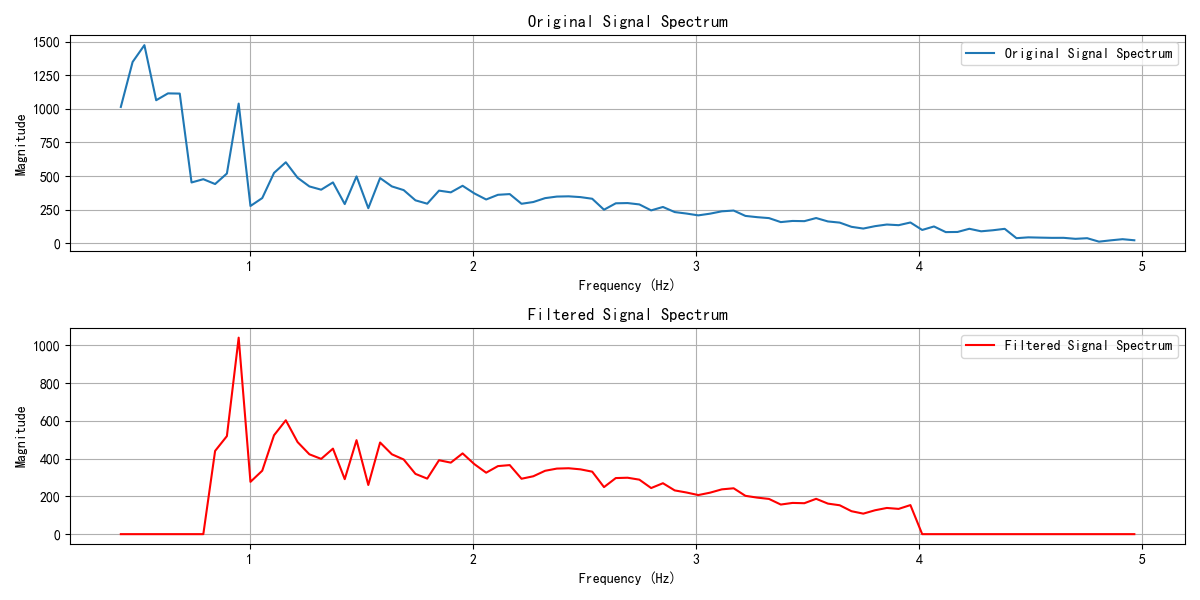 Original Signal Spectrum
1500
1250
1000
750
500
250
0
Magnitude
Original Signal Spectrum
1 2 3 4 5
Frequency (Hz)
Filtered Signal Spectrum
1000
800
600
400
200
0
Magnitude
Filtered Signal Spectrum
1 2 3 4 5
Frequency (Hz)